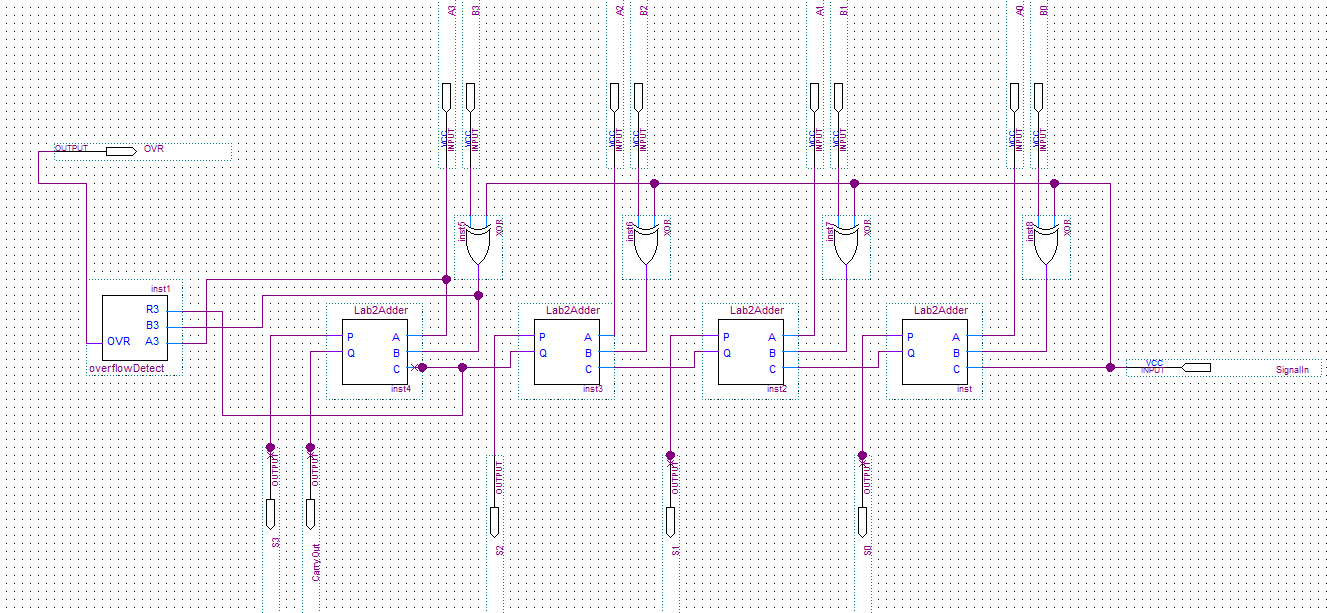 A3 B3 A2 B2 A1 B1 A0 B0
VCC INPUT VCC INPUT VCC INPUT VCC INPUT VCC INPUT VCC INPUT VCC INPUT VCC INPUT
OUTPUT OVR
inst5 XOR inst6 XOR inst7 XOR inst8 XOR
inst1
R3
B3
OVR A3
overflowDetect
Lab2Adder
P A
Q B
C
inst4
Lab2Adder
P A
Q B
C
inst3
Lab2Adder
P A
Q B
C
inst2
Lab2Adder
P A
Q B
C
inst
VCC
INPUT
SignalIn
OUTPUT OUTPUT OUTPUT OUTPUT OUTPUT
S3 Carry Out S2 S1 S0